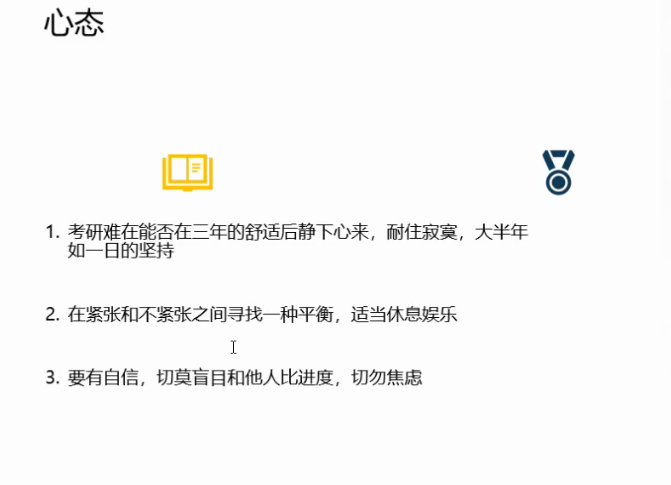 心态
1. 考研难在能否在三年的舒适后静下心来，耐住寂寞，大半年
如一日的坚持
2. 在紧张和不紧张之间寻找一种平衡，适当休息娱乐
3. 要有自信，切莫盲目和他人比进度，切勿焦虑